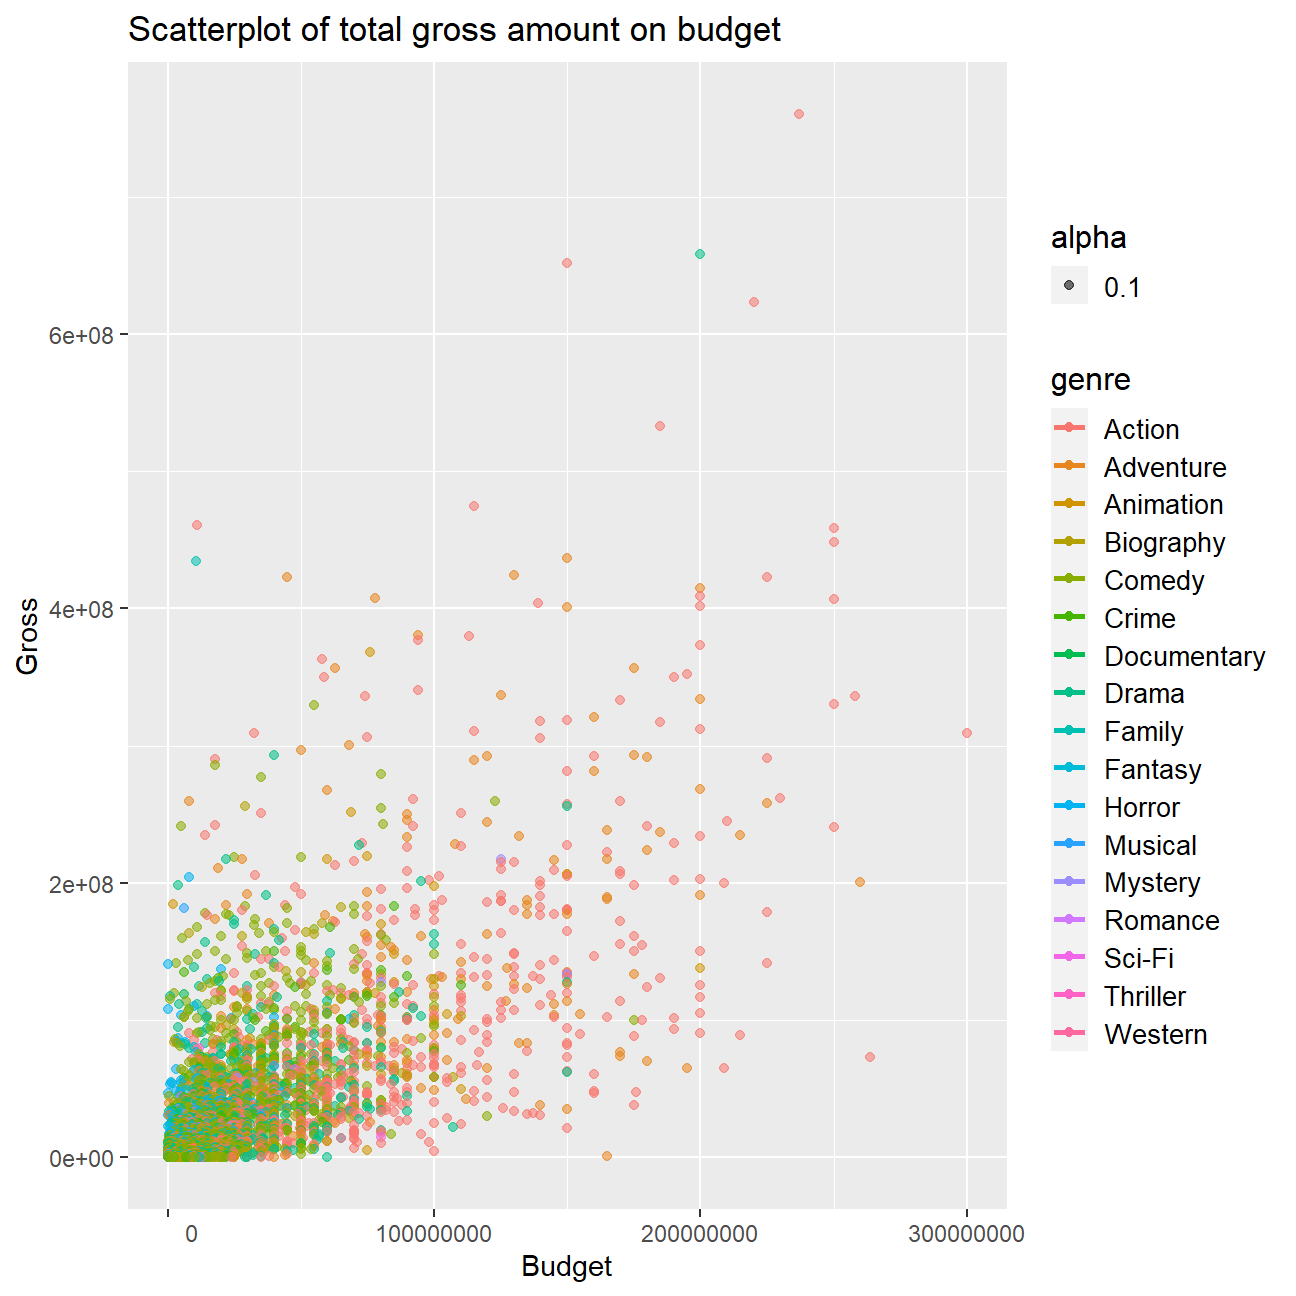 Scatterplot of total gross amount on budget
Gross
6e+08
4e+08
2e+08
0e+00
0
100000000
200000000
300000000
Budget
alpha
0.1
genre
Action
Adventure
Animation
Biography
Comedy
Crime
Documentary
Drama
Family
Fantasy
Horror
Musical
Mystery
Romance
Sci-Fi
Thriller
Western